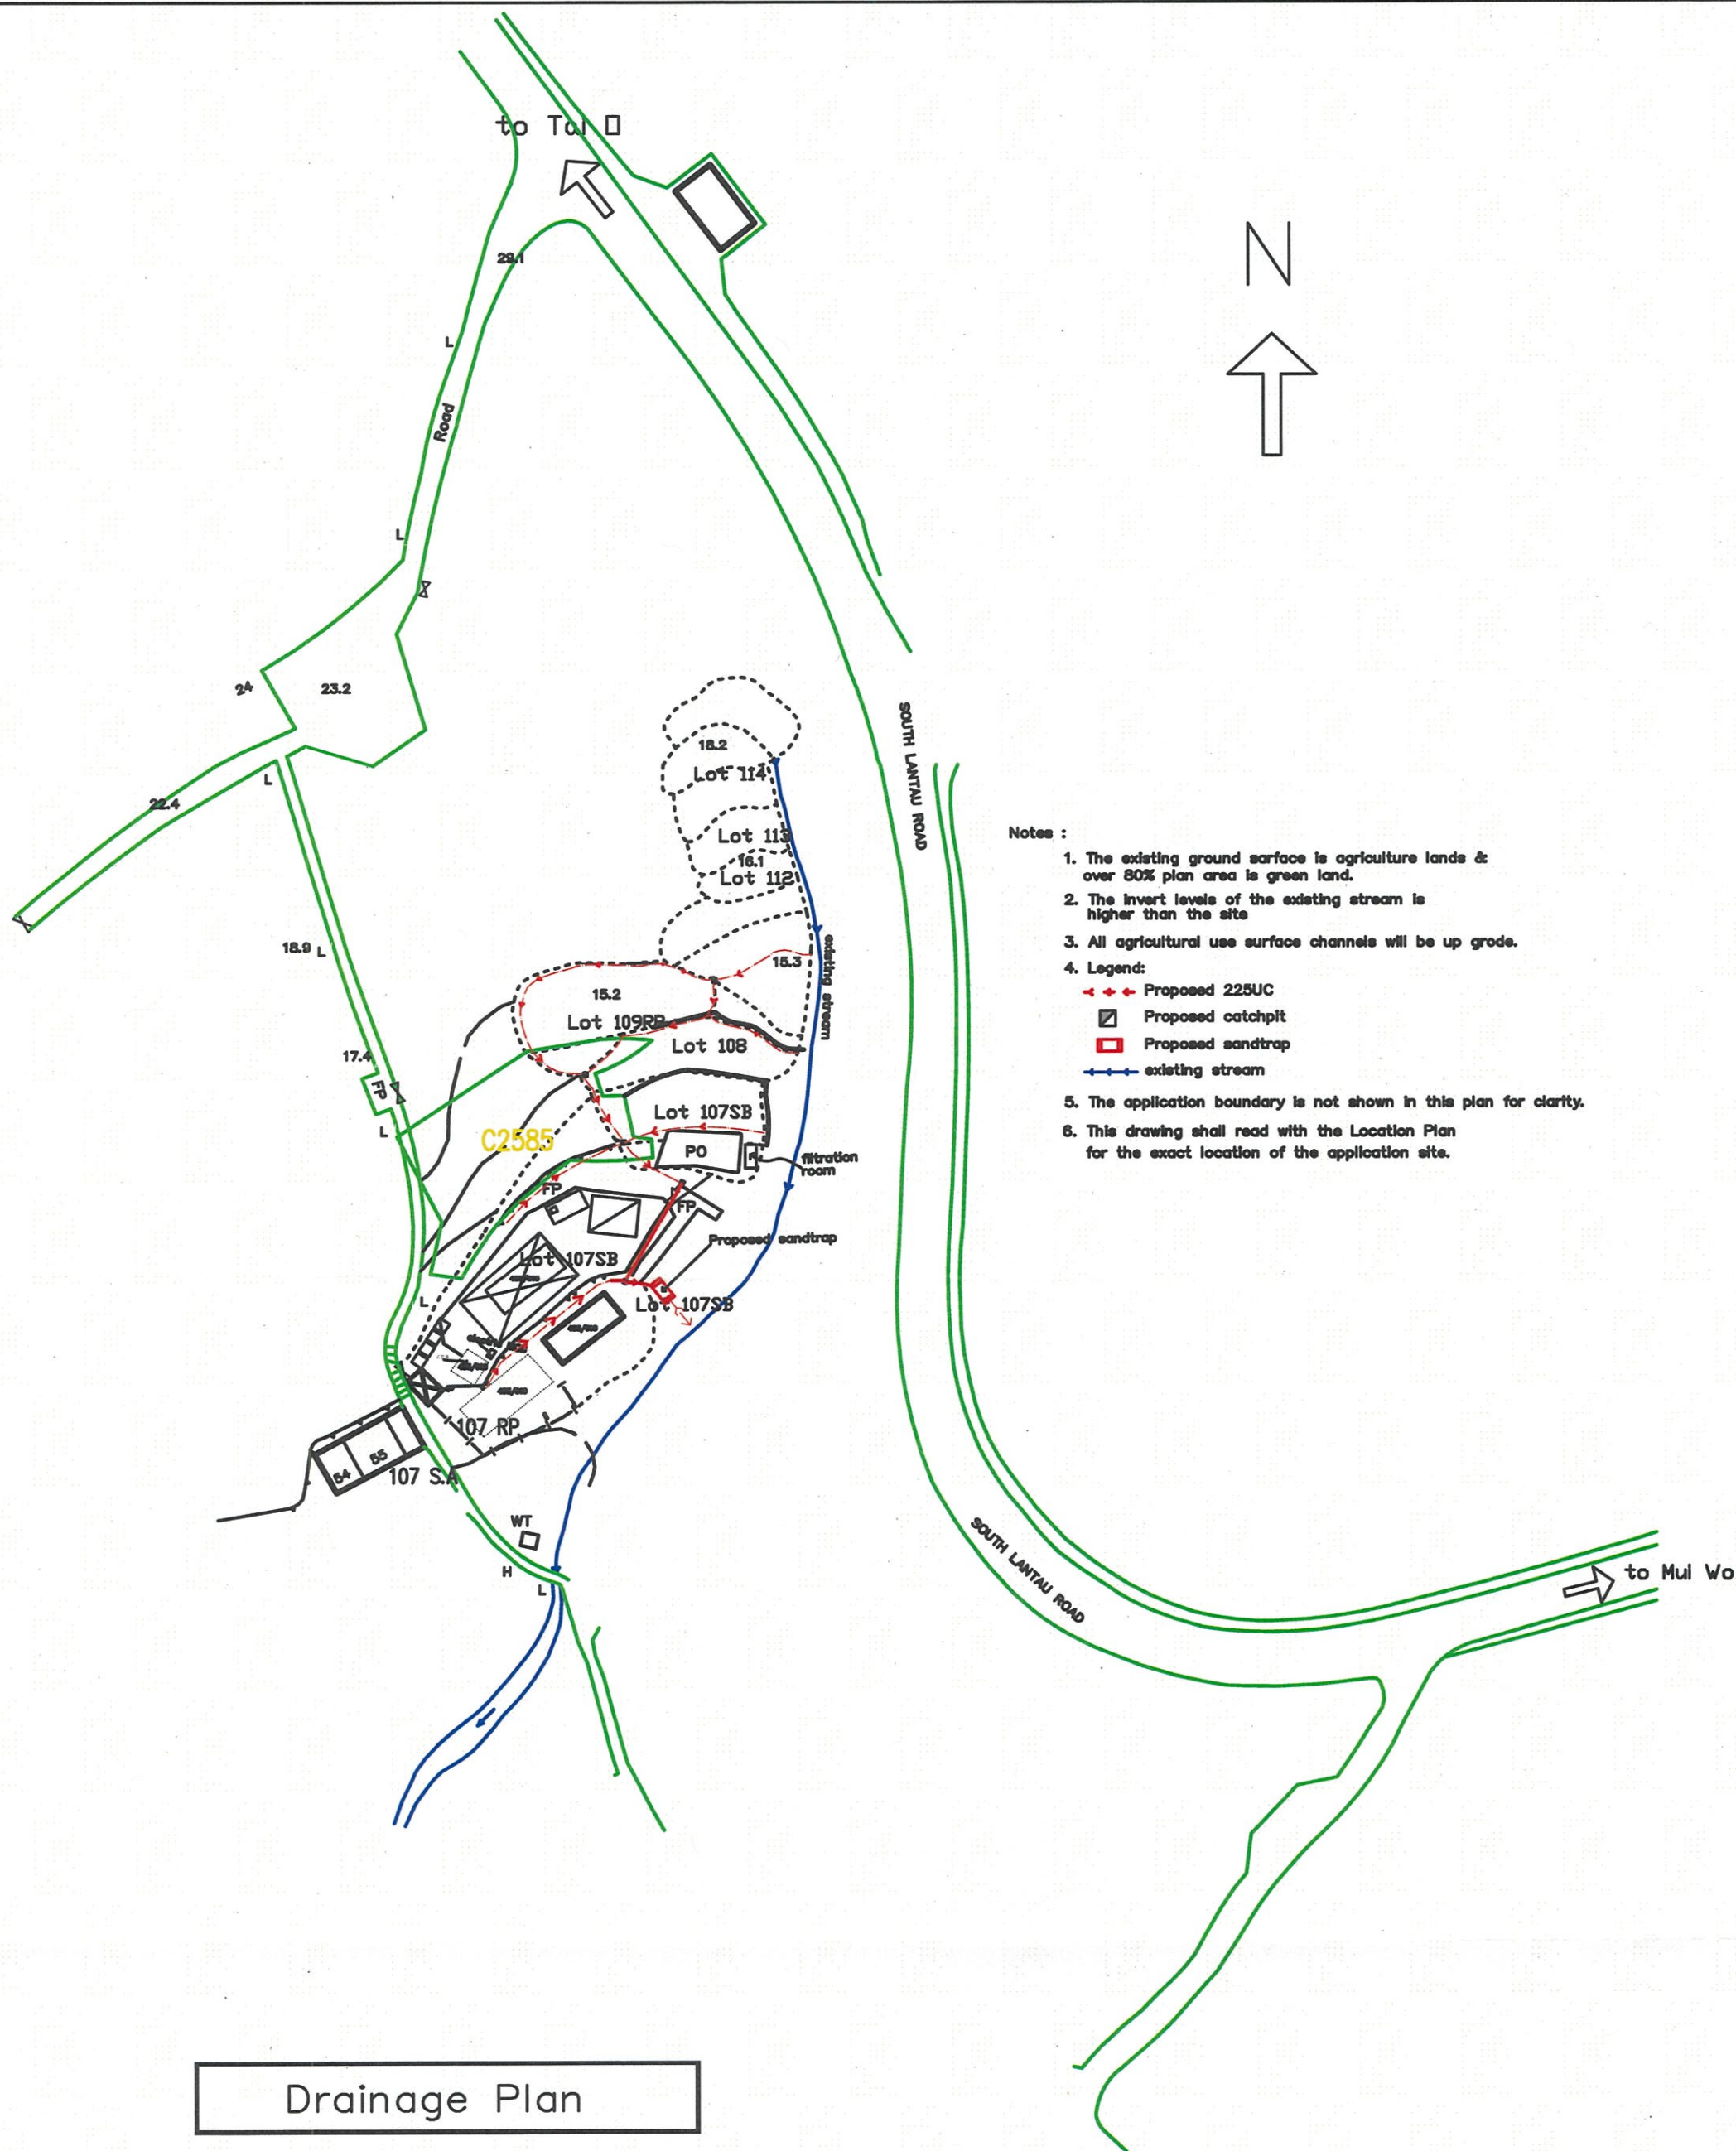 to Tai O
N
29.1
L
Road
L
24
23.2
18.2
Lot 114
SOUTH LANTAU ROAD
L
22.4
Lot 113
16.1
Lot 112
Notes :
1. The existing ground sarface is agriculture lands &
over 80% plan area is green land.
2. The invert levels of the existing stream is
higher than the site
3. All agricultural use surface channels will be up grade.
4. Legend:
Proposed 225UC
Proposed catchpit
Proposed sandtrap
existing stream
5. The application boundary is not shown in this plan for clarity.
6. This drawing shall read with the Location Plan
for the exact location of the application site.
18.9
L
15.3
existing stream
15.2
Lot 109RP
Lot 108
17.4
FP
Lot 107SB
L
C2585
PO
filtration
room
FP
FP
Proposed sandtrap
Lot 107SB
L
Lot 107SB
107 RP
54
55
107 S.A
WT
H
L
SOUTH LANTAU ROAD
to Mui Wo
Drainage Plan